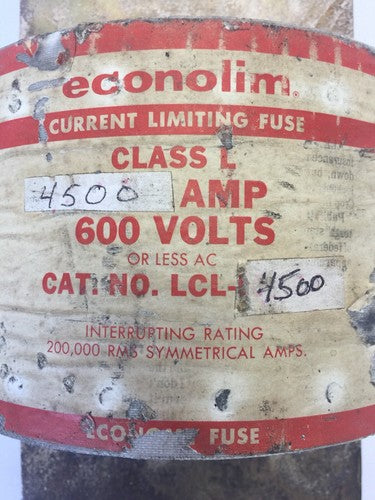 econolim.
CURRENT LIMITING FUSE
CLASS L
4500 AMP
600 VOLTS
OR LESS AC
CAT. NO. LCL-4500
INTERRUPTING RATING
200,000 RMS SYMMETRICAL AMPS.
ECONOMY FUSE